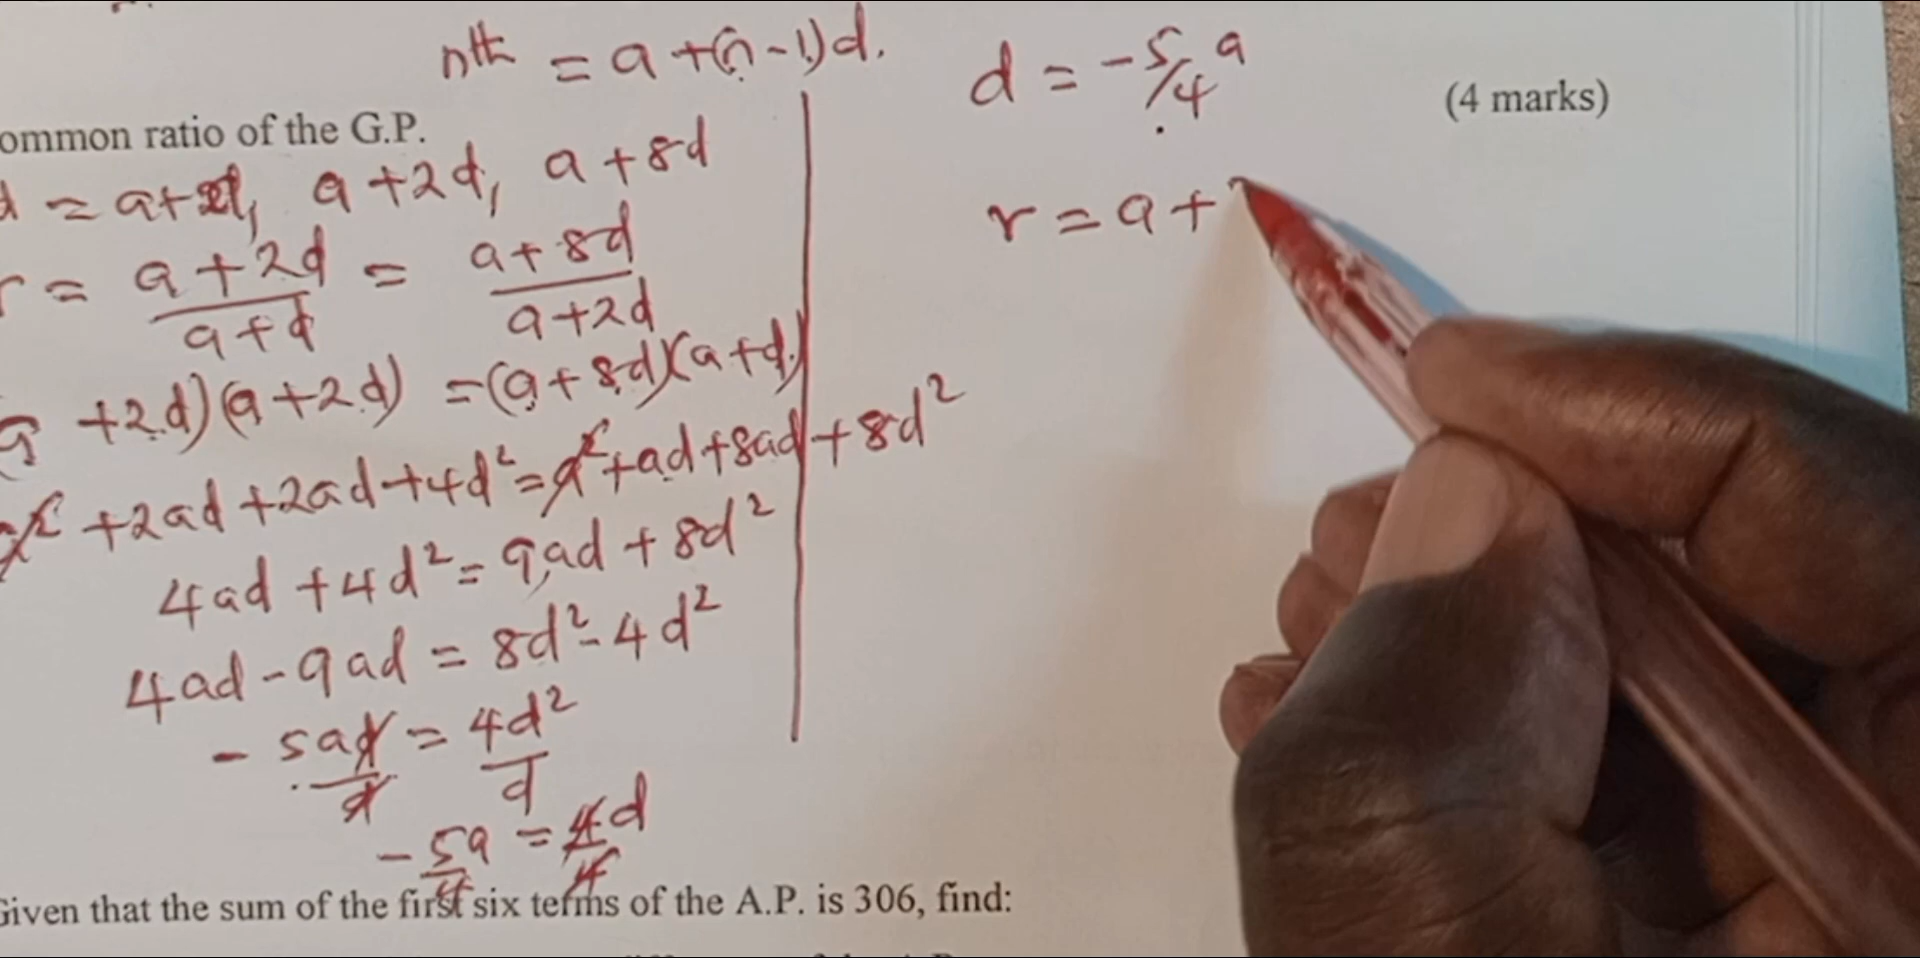 nth = a + (n - 1)d.
ommon ratio of the G.P.
= a+d, a+2d, a+8d
r = a+2d/a+d = a+8d/a+2d
a +2d)(a+2d) = (a+8d)(a+d)
+2ad +2ad+4d² = a²+ad+8ad+8d²
4ad +4d² = 9ad + 8d²
4ad - 9ad = 8d² - 4d²
- 5ad/d = 4d²/d
- 5a/4 = 4d/4
Given that the sum of the first six terms of the A.P. is 306, find:
d = -5/4 a
(4 marks)
r = a +